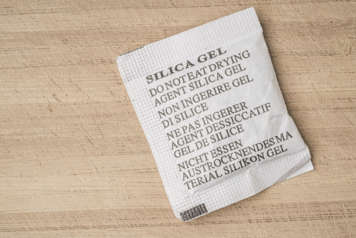 SILICA GEL
DO NOT EAT DRYING
AGENT SILICA GEL
NON INGERIRE GEL
DI SILICE
NE PAS INGERER
AGENT DESSICCATIF
GEL DE SILICE
NICHT ESSEN
AUSTROCKNENDES MA
TERIAL SILIKON GEL